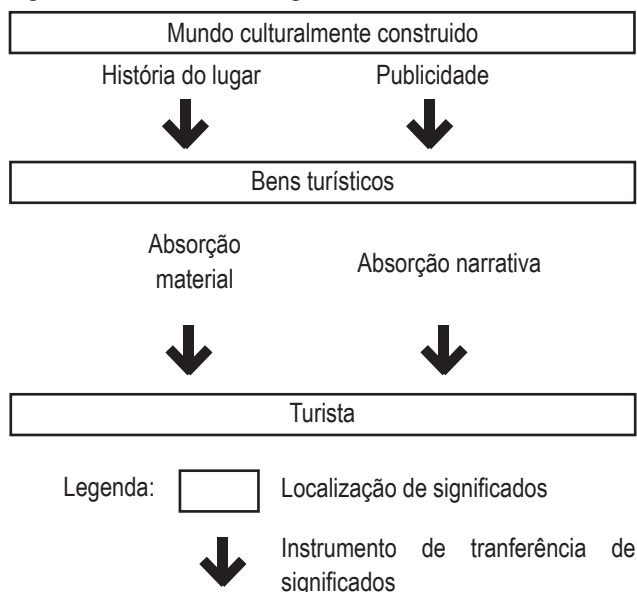 Mundo culturalmente construido
História do lugar Publicidade
Bens turísticos
Absorção
material
Absorção narrativa
Turista
Legenda: Localização de significados
Instrumento de tranferência de
significados